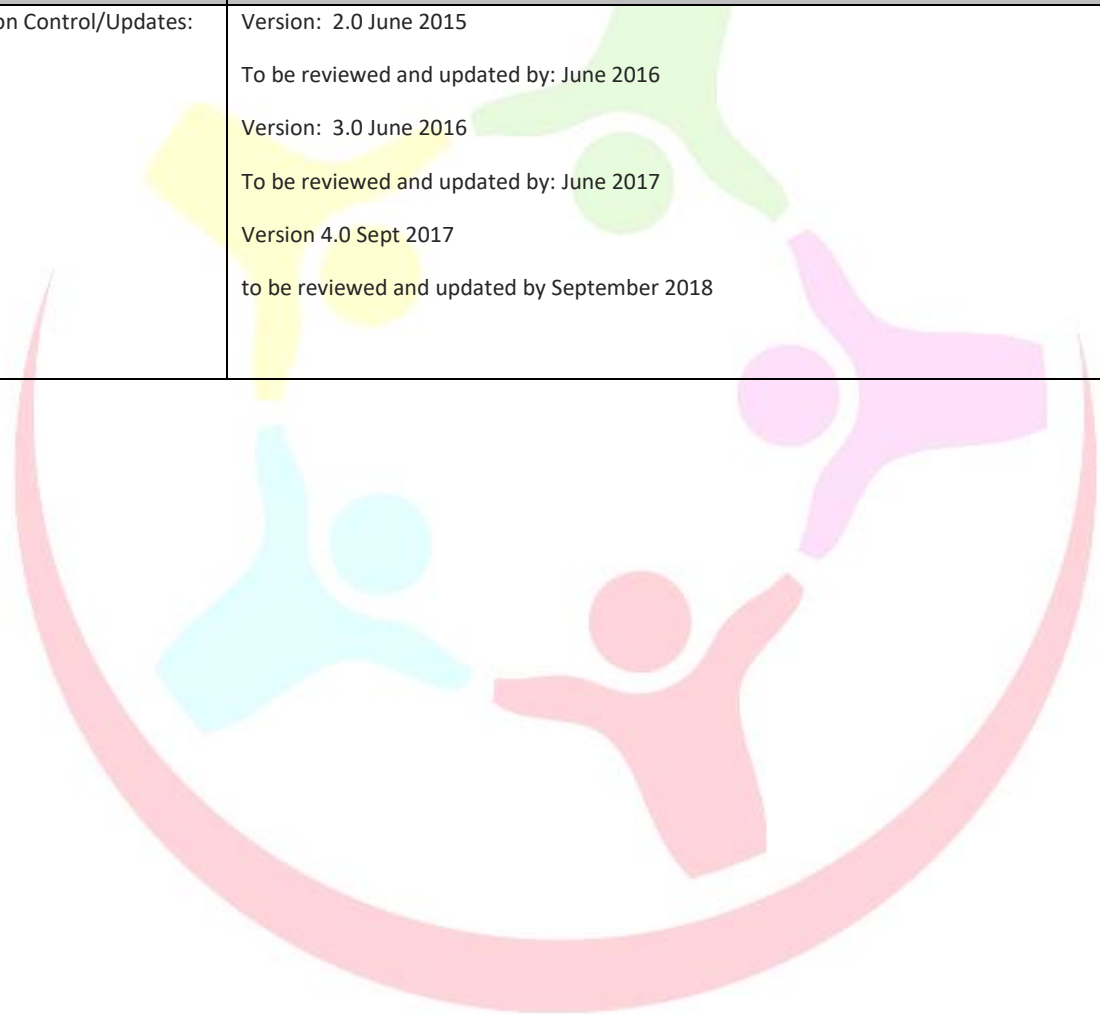 on Control/Updates:
Version: 2.0 June 2015
To be reviewed and updated by: June 2016
Version: 3.0 June 2016
To be reviewed and updated by: June 2017
Version 4.0 Sept 2017
to be reviewed and updated by September 2018